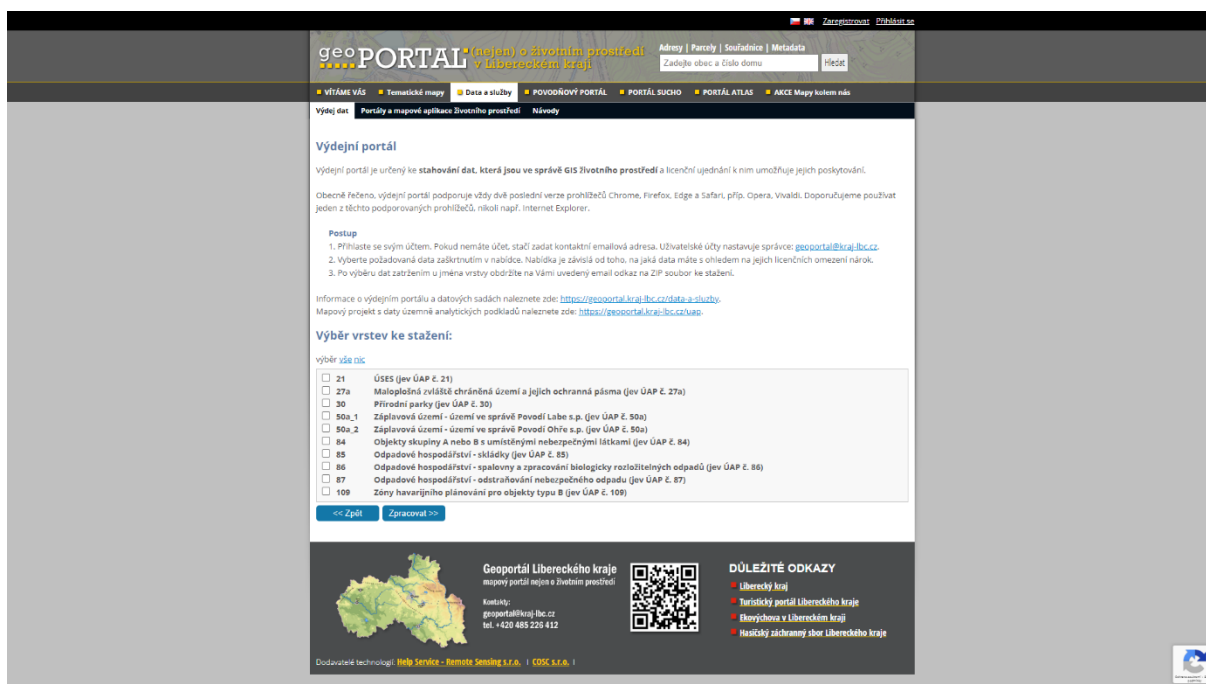 Zaregistrovat Přihlásit se
geoPORTAL (nejen) o životním prostředí
v Libereckém kraji
Adresy | Parcely | Souřadnice | Metadata
Zadejte obec a číslo domu
Hledat
VÍTÁME VÁS Tematické mapy Data a služby POVODŇOVÝ PORTÁL PORTÁL SUCHO PORTÁL ATLAS AKCE Mapy kolem nás
Výdej dat Portály a mapové aplikace životního prostředí Návody
Výdejní portál
Výdejní portál je určený ke stahování dat, která jsou ve správě GIS životního prostředí a licenční ujednání k nim umožňuje jejich poskytování.
Obecně řečeno, výdejní portál podporuje vždy dvě poslední verze prohlížečů Chrome, Firefox, Edge a Safari, příp. Opera, Vivaldi. Doporučujeme používat
jeden z těchto podporovaných prohlížečů, nikoli např. Internet Explorer.
Postup
1. Přihlaste se svým účtem. Pokud nemáte účet, stačí zadat kontaktní emailová adresa. Uživatelské účty nastavuje správce: geoportal@kraj-lbc.cz.
2. Vyberte požadovaná data zaškrtnutím v nabídce. Nabídka je závislá od toho, na jaká data máte s ohledem na jejich licenčních omezení nárok.
3. Po výběru dat zatržením u jména vrstvy obdržíte na Vámi uvedený email odkaz na ZIP soubor ke stažení.
Informace o výdejním portálu a datových sadách naleznete zde: https://geoportal.kraj-lbc.cz/data-a-sluzby.
Mapový projekt s daty územně analytických podkladů naleznete zde: https://geoportal.kraj-lbc.cz/uap.
Výběr vrstev ke stažení:
výběr vše nic
21 ÚSES (jev ÚAP č. 21)
27a Maloplošná zvláště chráněná území a jejich ochranná pásma (jev ÚAP č. 27a)
30 Přírodní parky (jev ÚAP č. 30)
50a_1 Záplavová území - území ve správě Povodí Labe s.p. (jev ÚAP č. 50a)
50a_2 Záplavová území - území ve správě Povodí Ohře s.p. (jev ÚAP č. 50a)
84 Objekty skupiny A nebo B s umístěnými nebezpečnými látkami (jev ÚAP č. 84)
85 Odpadové hospodářství - skládky (jev ÚAP č. 85)
86 Odpadové hospodářství - spalovny a zpracování biologicky rozložitelných odpadů (jev ÚAP č. 86)
87 Odpadové hospodářství - odstraňování nebezpečného odpadu (jev ÚAP č. 87)
109 Zóny havarijního plánování pro objekty typu B (jev ÚAP č. 109)
<< Zpět Zpracovat >>
Geoportál Libereckého kraje
mapový portál nejen o životním prostředí
Kontakty:
geoportal@kraj-lbc.cz
tel. +420 485 226 412
DŮLEŽITÉ ODKAZY
Liberecký kraj
Turistický portál Libereckého kraje
Ekovýchova v Libereckém kraji
Hasičský záchranný sbor Libereckého kraje
Dodavatelé technologií: Help Service - Remote Sensing s.r.o. | COSC s.r.o. |